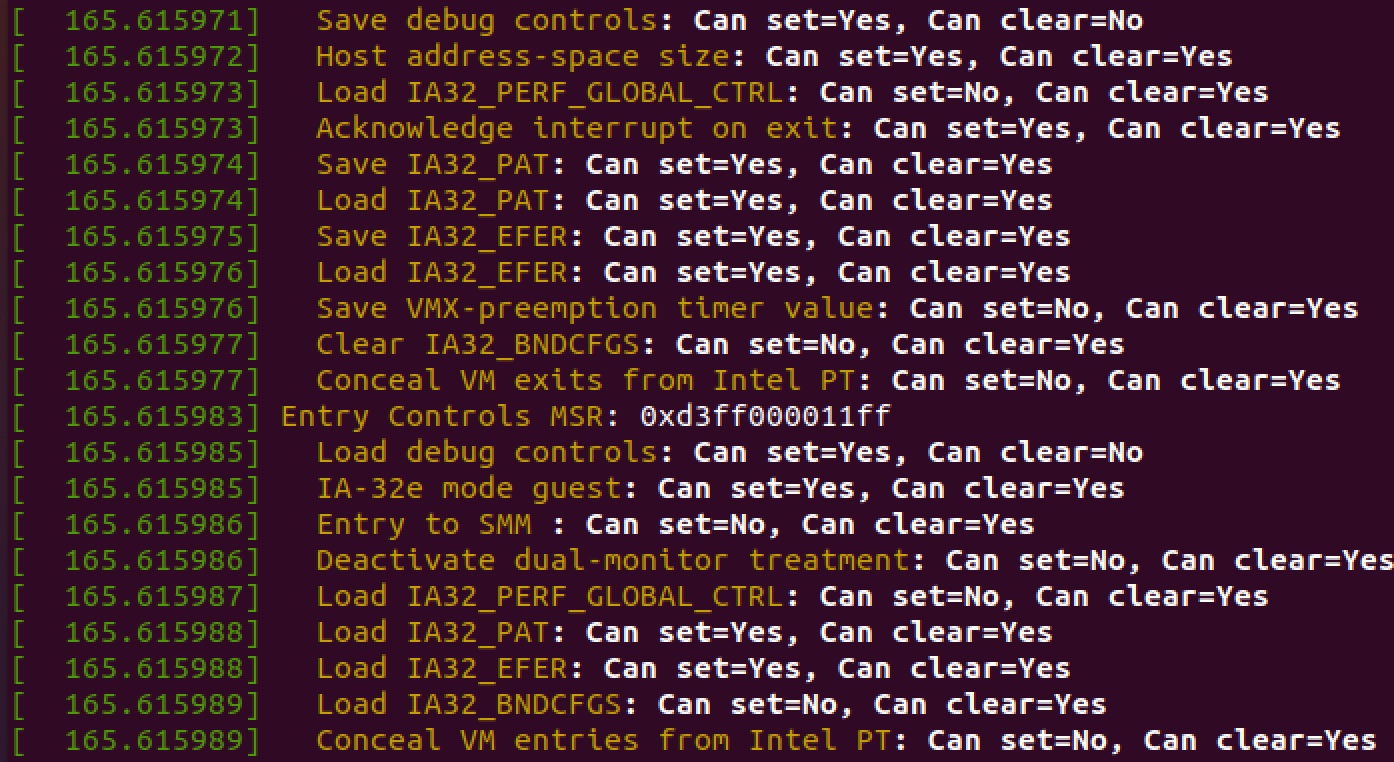 [  165.615971]   Save debug controls: Can set=Yes, Can clear=No
[  165.615972]   Host address-space size: Can set=Yes, Can clear=Yes
[  165.615973]   Load IA32_PERF_GLOBAL_CTRL: Can set=No, Can clear=Yes
[  165.615973]   Acknowledge interrupt on exit: Can set=Yes, Can clear=Yes
[  165.615974]   Save IA32_PAT: Can set=Yes, Can clear=Yes
[  165.615974]   Load IA32_PAT: Can set=Yes, Can clear=Yes
[  165.615975]   Save IA32_EFER: Can set=Yes, Can clear=Yes
[  165.615976]   Load IA32_EFER: Can set=Yes, Can clear=Yes
[  165.615976]   Save VMX-preemption timer value: Can set=No, Can clear=Yes
[  165.615977]   Clear IA32_BNDCFGS: Can set=No, Can clear=Yes
[  165.615977]   Conceal VM exits from Intel PT: Can set=No, Can clear=Yes
[  165.615983] Entry Controls MSR: 0xd3ff000011ff
[  165.615985]   Load debug controls: Can set=Yes, Can clear=No
[  165.615985]   IA-32e mode guest: Can set=Yes, Can clear=Yes
[  165.615986]   Entry to SMM : Can set=No, Can clear=Yes
[  165.615986]   Deactivate dual-monitor treatment: Can set=No, Can clear=Yes
[  165.615987]   Load IA32_PERF_GLOBAL_CTRL: Can set=No, Can clear=Yes
[  165.615988]   Load IA32_PAT: Can set=Yes, Can clear=Yes
[  165.615988]   Load IA32_EFER: Can set=Yes, Can clear=Yes
[  165.615989]   Load IA32_BNDCFGS: Can set=No, Can clear=Yes
[  165.615989]   Conceal VM entries from Intel PT: Can set=No, Can clear=Yes